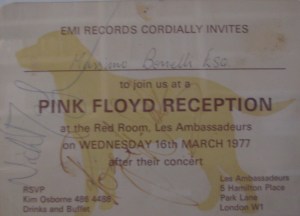 EMI RECORDS CORDIALLY INVITES
Esq.
to join us at a
PINK FLOYD RECEPTION
at the Red Room, Les Ambassadeurs
on WEDNESDAY 16th MARCH 1977
after their concert
RSVP
Kim Osborne 486 4488
Drinks and Buffet
Les Ambassadeurs
5 Hamilton Place
Park Lane
London W1